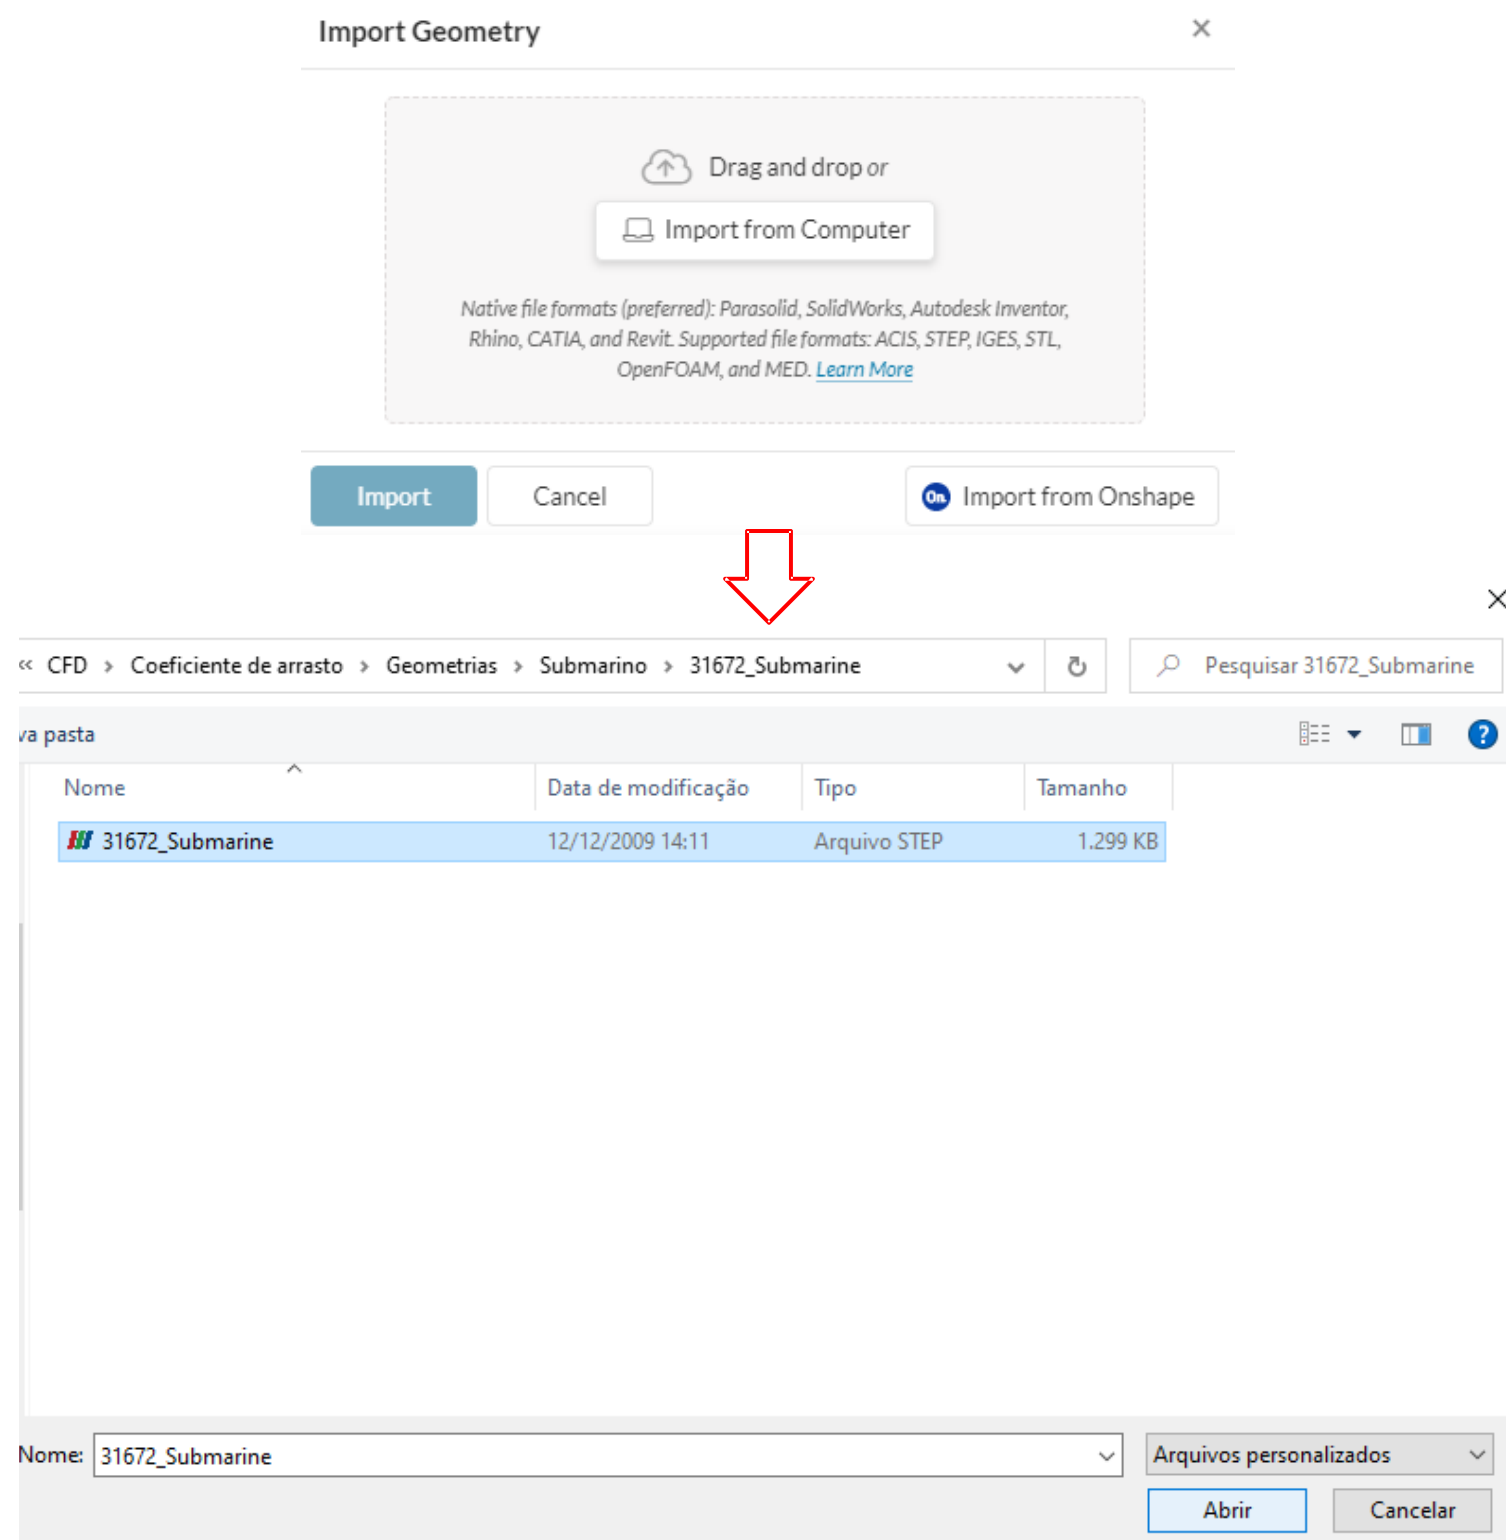 Import Geometry
Drag and drop or
Import from Computer
Native file formats (preferred): Parasolid, SolidWorks, Autodesk Inventor,
Rhino, CATIA, and Revit. Supported file formats: ACIS, STEP, IGES, STL,
OpenFOAM, and MED. Learn More
Import Cancel On Import from Onshape
« CFD > Coeficiente de arrasto > Geometrias > Submarino > 31672_Submarine Pesquisar 31672_Submarine
va pasta ?
Nome Data de modificação Tipo Tamanho
31672_Submarine 12/12/2009 14:11 Arquivo STEP 1.299 KB
Nome: 31672_Submarine Arquivos personalizados
Abrir Cancelar